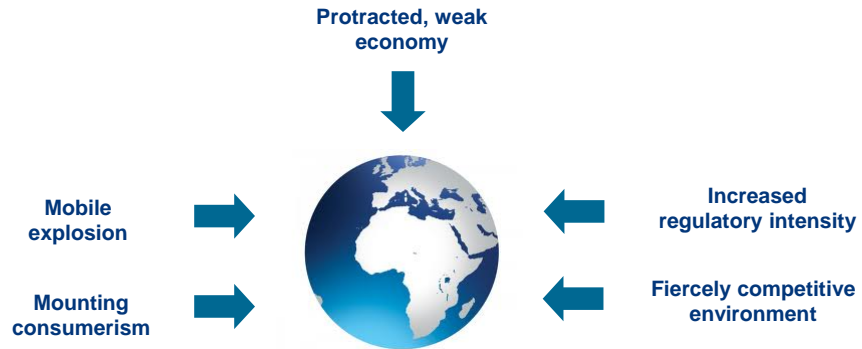 Protracted, weak
economy
Mobile
explosion
Increased
regulatory intensity
Mounting
consumerism
Fiercely competitive
environment